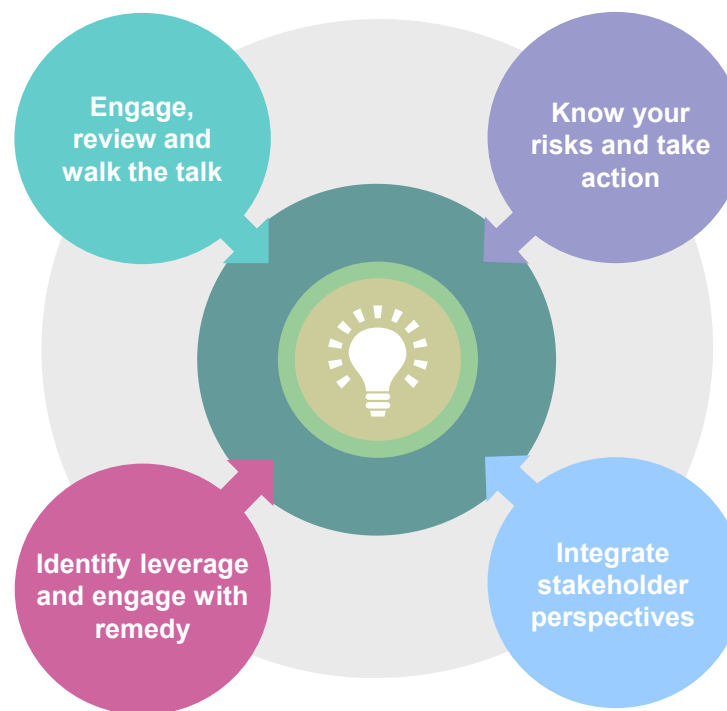 Engage,
review and
walk the talk
Know your
risks and take
action
Identify leverage
and engage with
remedy
Integrate
stakeholder
perspectives